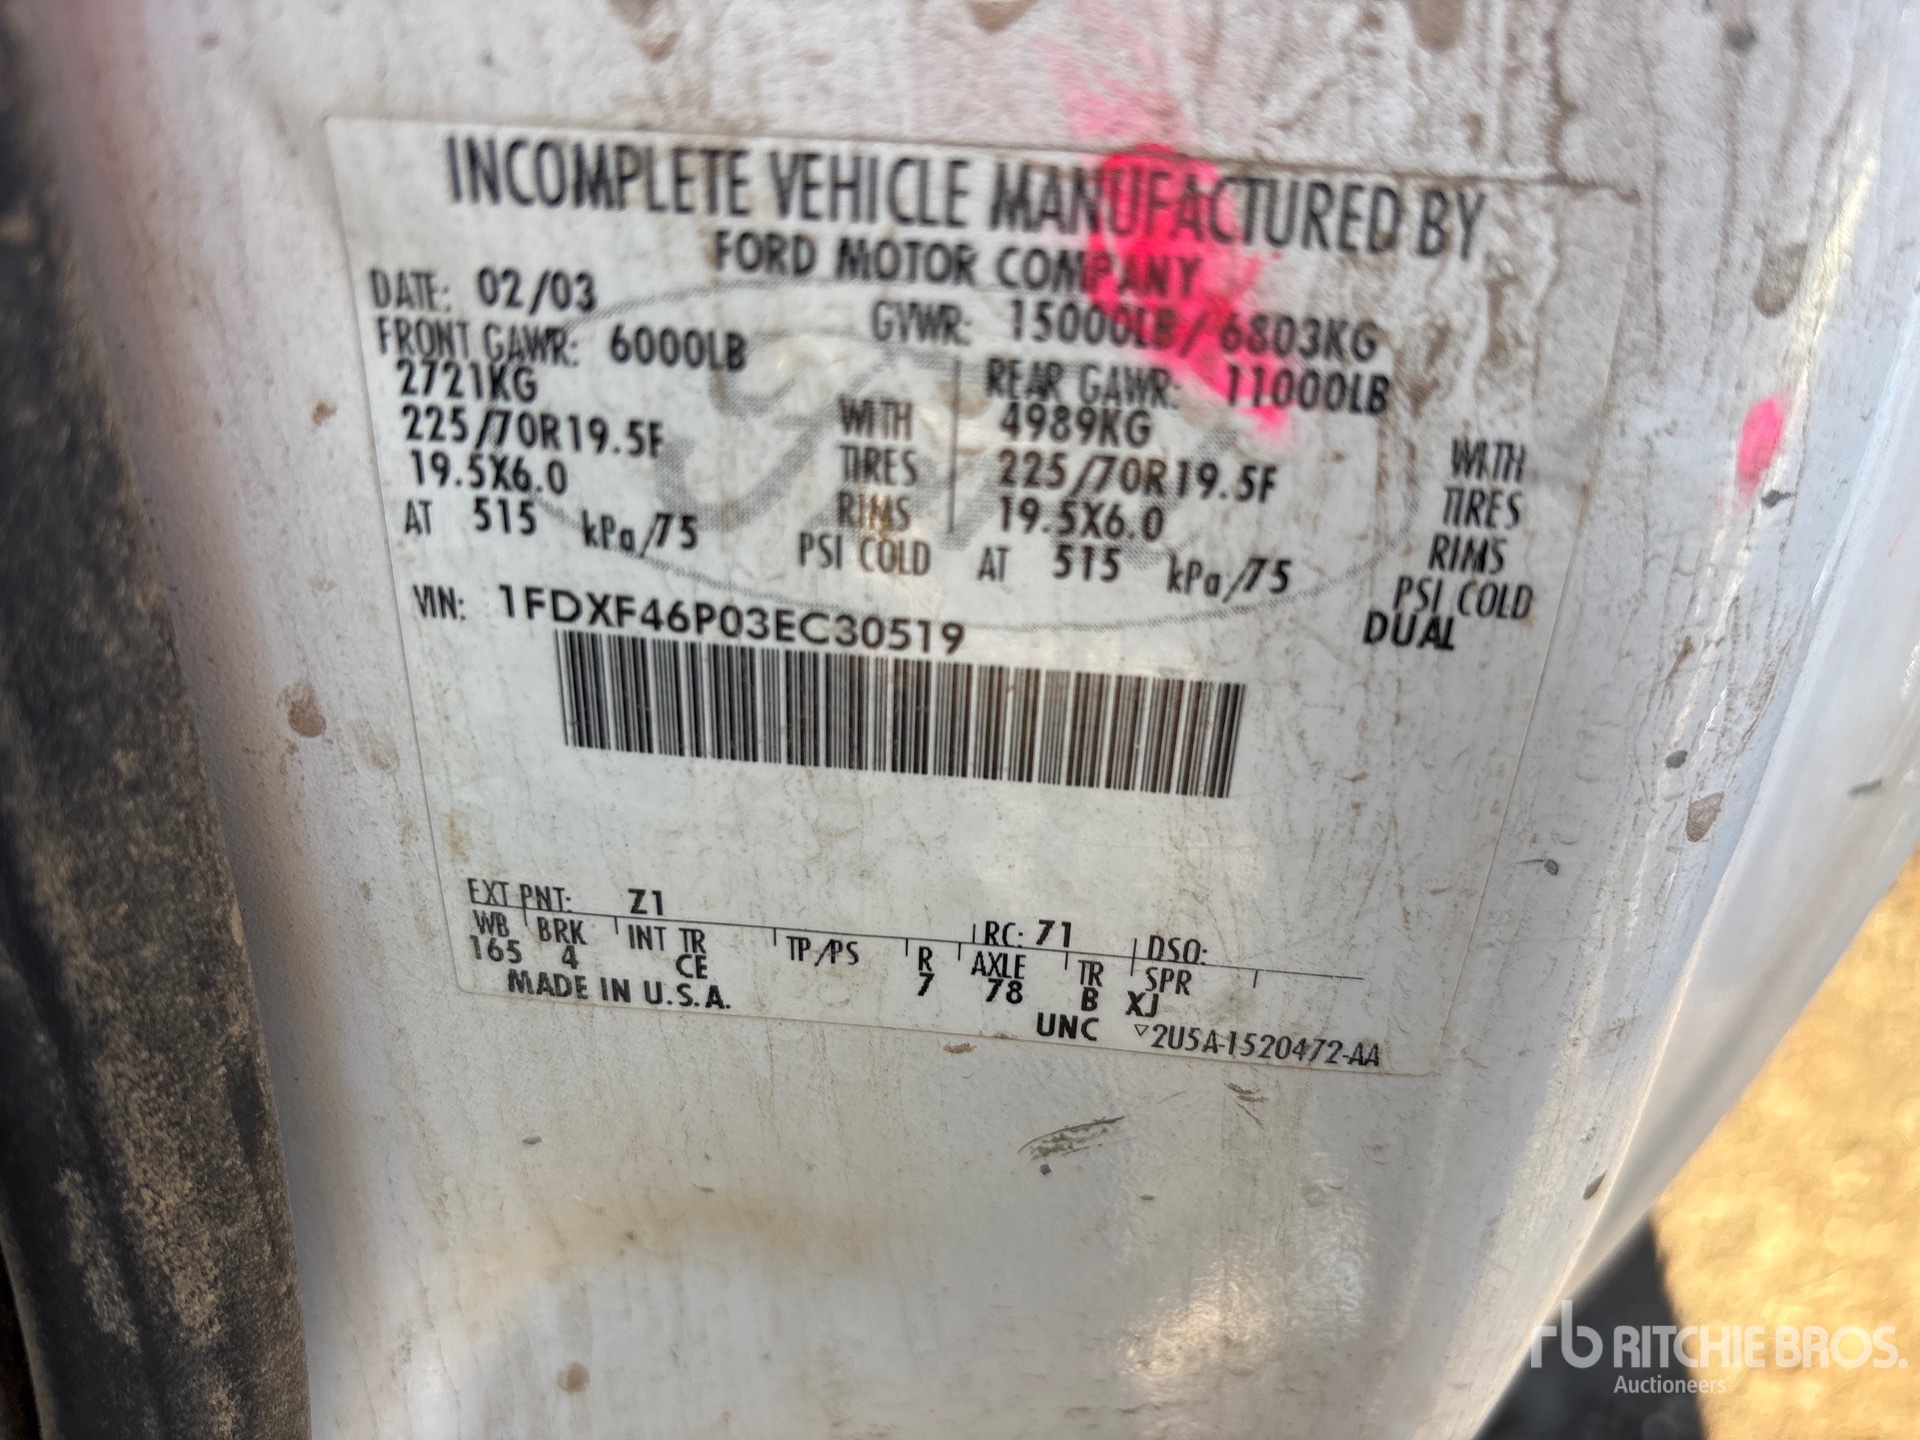 INCOMPLETE VEHICLE MANUFACTURED BY
FORD MOTOR COMPANY
DATE: 02/03 GVWR: 15000LB/ 6803KG
FRONT GAWR: 6000LB REAR GAWR: 11000LB
2721KG WITH 4989KG WITH
225/70R19.5F TIRES 225/70R19.5F TIRES
19.5X6.0 RIMS 19.5X6.0 RIMS
AT 515 kPa/75 PSI COLD AT 515 kPa/75 PSI COLD
DUAL
VIN: 1FDXF46P03EC30519
EXT PNT: Z1 RC: 71 DSO:
WB BRK INT TR TP/PS R AXLE TR SPR
165 4 CE 7 78 B XJ
MADE IN U.S.A. UNC ▽2U5A-1520472-AA
rb RITCHIE BROS.
Auctioneers